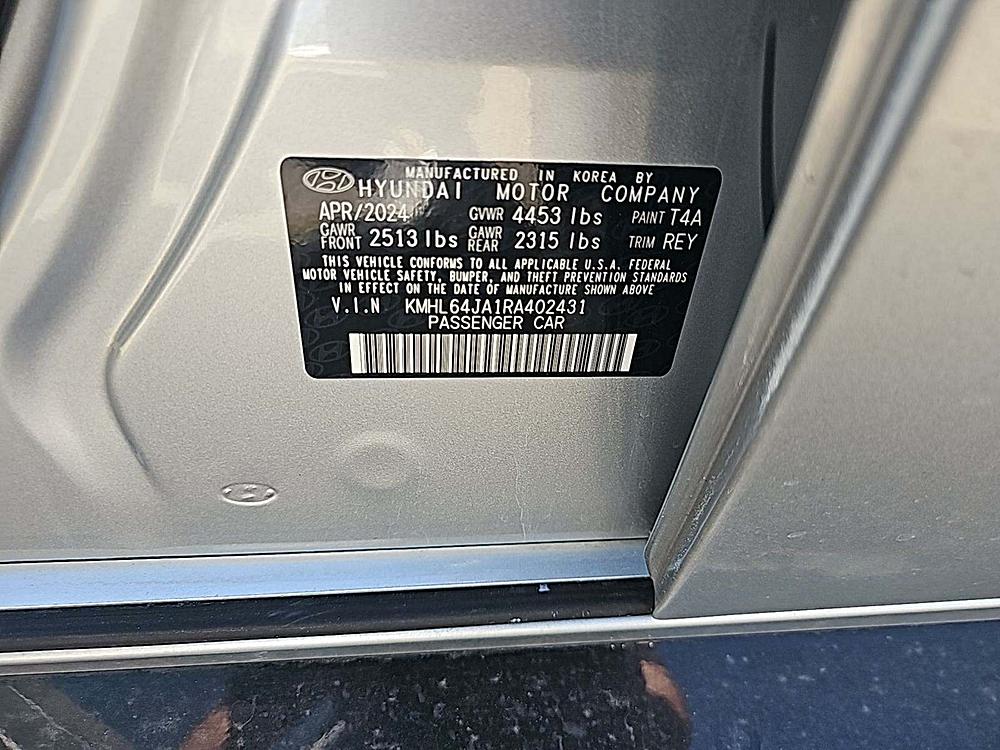 MANUFACTURED IN KOREA BY
HYUNDAI MOTOR COMPANY
APR/2024 GVWR 4453 lbs PAINT T4A
GAWR FRONT 2513 lbs GAWR REAR 2315 lbs TRIM REY
THIS VEHICLE CONFORMS TO ALL APPLICABLE U.S.A. FEDERAL
MOTOR VEHICLE SAFETY, BUMPER, AND THEFT PREVENTION STANDARDS
IN EFFECT ON THE DATE OF MANUFACTURE SHOWN ABOVE
V.I.N KMHL64JA1RA402431
PASSENGER CAR